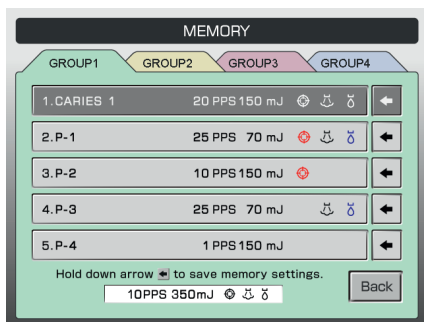 MEMORY
GROUP1 GROUP2 GROUP3 GROUP4
1.CARIES 1 20 PPS 150 mJ
2.P-1 25 PPS 70 mJ
3.P-2 10 PPS 150 mJ
4.P-3 25 PPS 70 mJ
5.P-4 1 PPS 150 mJ
Hold down arrow to save memory settings.
10PPS 350mJ
Back